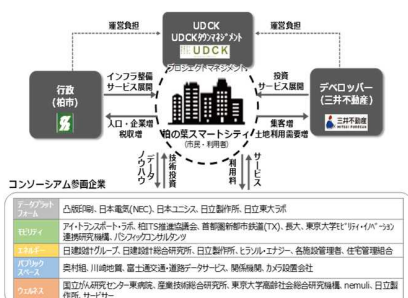 UDCK
UDCKタウンマネジメント
UDCK
運営負担
運営負担
プロジェクトマネジメント
行政
(柏市)
インフラ整備
サービス展開
人口・企業増
税収増
投資
サービス展開
集客増
土地利用需要増
デベロッパー
(三井不動産)
三井不動産
柏の葉スマートシティ
(市民・利用者)
データ
ノウハウ
技術投資
利用料
サービス
コンソーシアム参画企業
データプラットフォーム
凸版印刷、日本電気(NEC)、日本ユニシス、日立製作所、日立東大ラボ
モビリティ
アイ・トランスポート・ラボ、柏ITS推進協議会、首都圏新都市鉄道(TX)、長大、東京大学モビリティ・イノベーション
連携研究機構、パシフィックコンサルタンツ
エネルギー
日建設計グループ、日建設計総合研究所、日立製作所、ヒラソル・エナジー、各施設管理者、住宅管理組合
パブリック
スペース
奥村組、川崎地質、富士通交通・道路データサービス、関係機関、カメラ設置会社
ウェルネス
国立がん研究センター東病院、産業技術総合研究所、東京大学高齢社会総合研究機構、nemuli、日立製
作所、サーザー